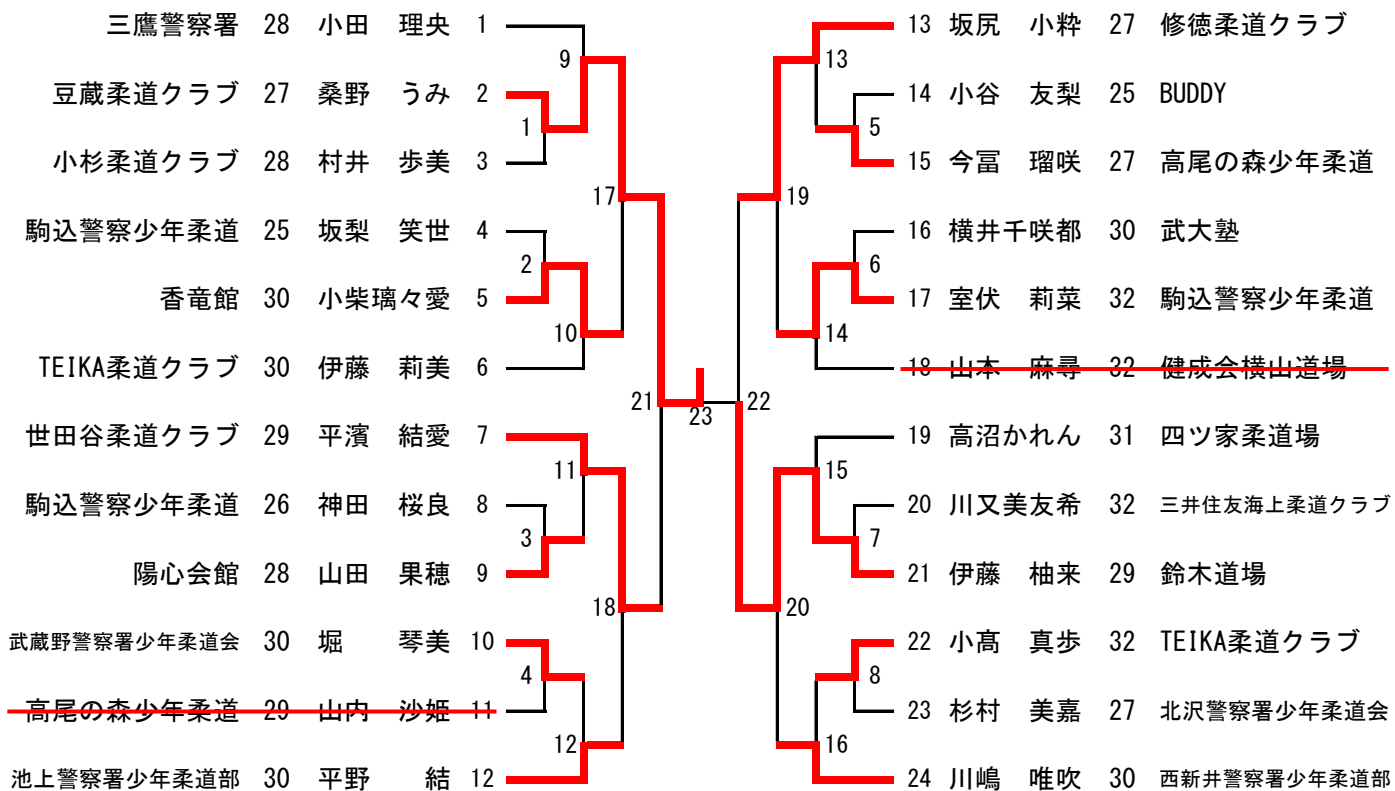 三鷹警察署 28 小田 理央 1
豆蔵柔道クラブ 27 桑野 うみ 2
小杉柔道クラブ 28 村井 歩美 3
駒込警察少年柔道 25 坂梨 笑世 4
香竜館 30 小柴璃々愛 5
TEIKA柔道クラブ 30 伊藤 莉美 6
世田谷柔道クラブ 29 平濱 結愛 7
駒込警察少年柔道 26 神田 桜良 8
陽心会館 28 山田 果穂 9
武蔵野警察署少年柔道会 30 堀 琴美 10
高尾の森少年柔道 29 山内 沙姫 11
池上警察署少年柔道部 30 平野 結 12
9
1
17
2
10
21
11
3
18
4
12
23
13
5
19
6
14
22
15
7
20
8
16
13 坂尻 小粋 27 修徳柔道クラブ
14 小谷 友梨 25 BUDDY
15 今冨 瑠咲 27 高尾の森少年柔道
16 横井千咲都 30 武大塾
17 室伏 莉菜 32 駒込警察少年柔道
18 山本 麻尋 32 健成会横山道場
19 高沼かれん 31 四ツ家柔道場
20 川又美友希 32 三井住友海上柔道クラブ
21 伊藤 柚来 29 鈴木道場
22 小髙 真歩 32 TEIKA柔道クラブ
23 杉村 美嘉 27 北沢警察署少年柔道会
24 川嶋 唯吹 30 西新井警察署少年柔道部